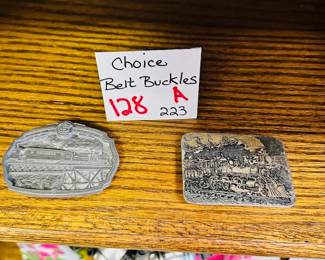 Choice
Belt Buckles
128 A
223